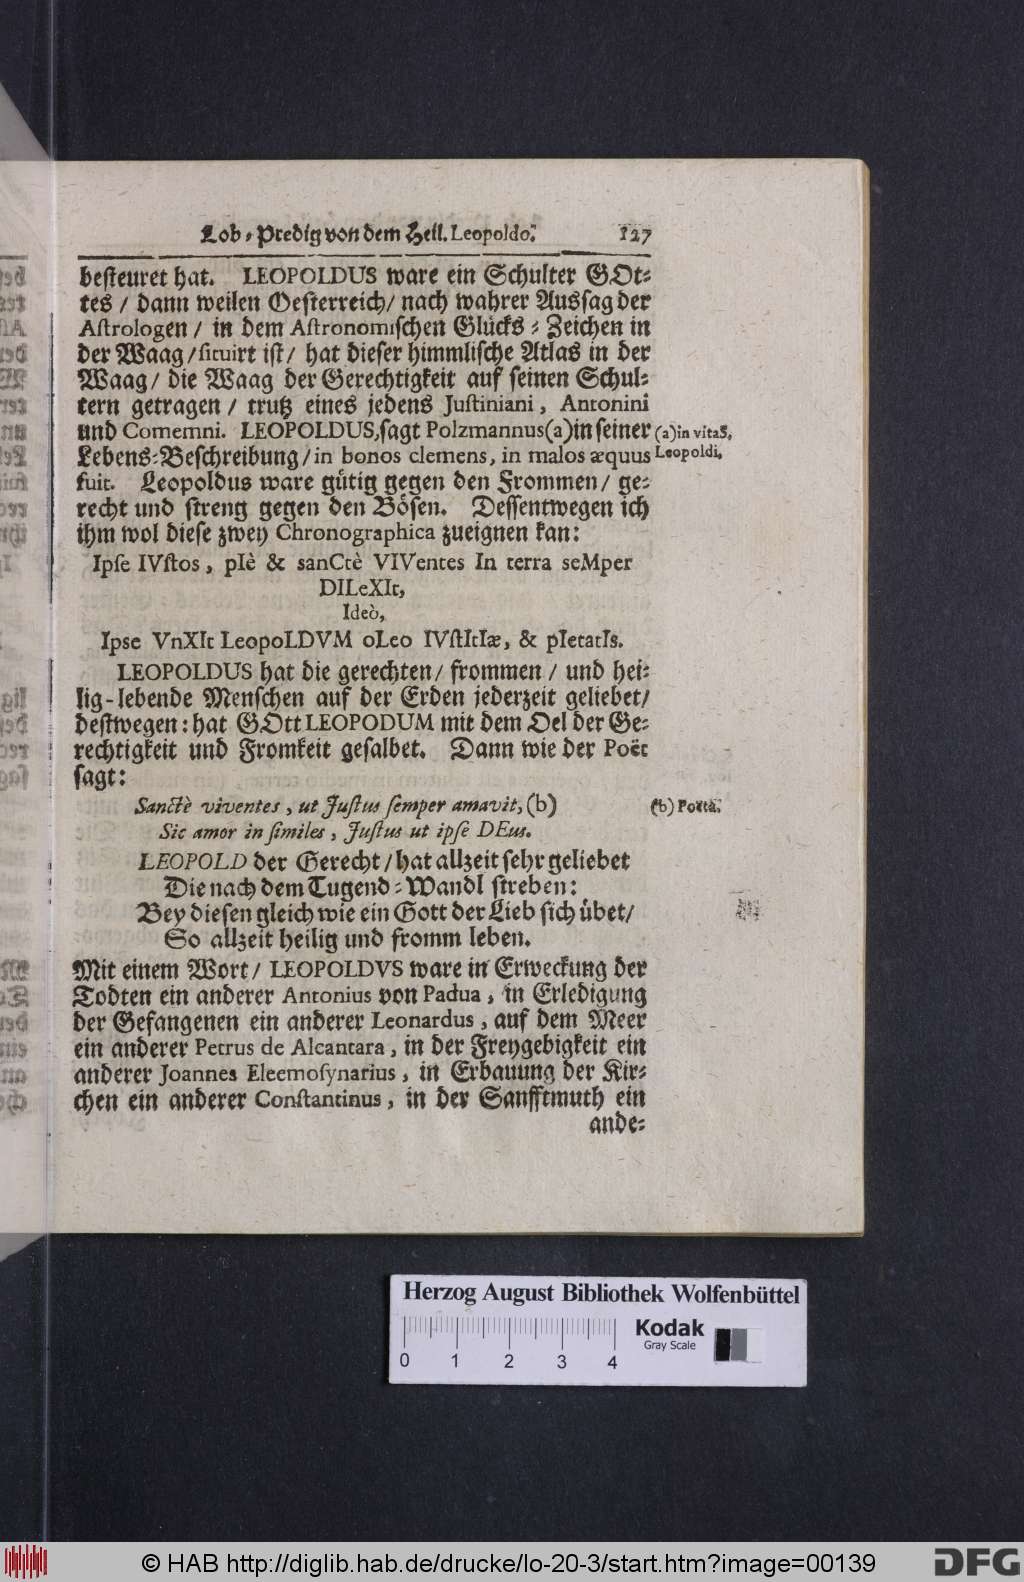 Lob-Predig von dem Heil. Leopoldo. 127
besteuret hat. LEOPOLDUS ware ein Schulter GOt-
tes / dann weilen Oesterreich / nach wahrer Aussag der
Astrologen / in dem Astronomischen Glücks-Zeichen in
der Waag / situirt ist / hat dieser himmlische Atlas in der
Waag / die Waag der Gerechtigkeit auf seinen Schul-
tern getragen / trutz eines jedens Justiniani, Antonini
und Comemni. LEOPOLDUS, sagt Polzmannus (a) in seiner
(a) in vita S.
Lebens-Beschreibung / in bonos clemens, in malos æquus
Leopoldi.
fuit. Leopoldus ware gütig gegen den Frommen / ge-
recht und streng gegen den Bösen. Dessentwegen ich
ihm wol diese zwey Chronographica zueignen kan:
Ipse IVstos, pIè & sanCtè VIVentes In terra seMper
DILeXIt,
Ideò,
Ipse VnXIt LeopoLDVM oLeo IVstItIæ, & pIetatIs.
LEOPOLDUS hat die gerechten / frommen / und hei-
lig-lebende Menschen auf der Erden jederzeit geliebet /
destwegen: hat GOtt LEOPODUM mit dem Oel der Ge-
rechtigkeit und Fromkeit gesalbet. Dann wie der Poët
sagt:
Sanctè viventes, ut Justus semper amavit, (b)
(b) Poëta.
Sic amor in similes, Justus ut ipse DEus.
LEOPOLD der Gerecht / hat allzeit sehr geliebet
Die nach dem Tugend-Wandl streben:
Bey diesen gleich wie ein Gott der Lieb sich übet /
So allzeit heilig und fromm leben.
Mit einem Wort / LEOPOLDVS ware in Erweckung der
Todten ein anderer Antonius von Padua, in Erledigung
der Gefangenen ein anderer Leonardus, auf dem Meer
ein anderer Petrus de Alcantara, in der Freygebigkeit ein
anderer Joannes Eleemosynarius, in Erbauung der Kir-
chen ein anderer Constantinus, in der Sanfftmuth ein
ande-
Herzog August Bibliothek Wolfenbüttel
Kodak
Gray Scale
0 1 2 3 4
© HAB http://diglib.hab.de/drucke/lo-20-3/start.htm?image=00139
DFG